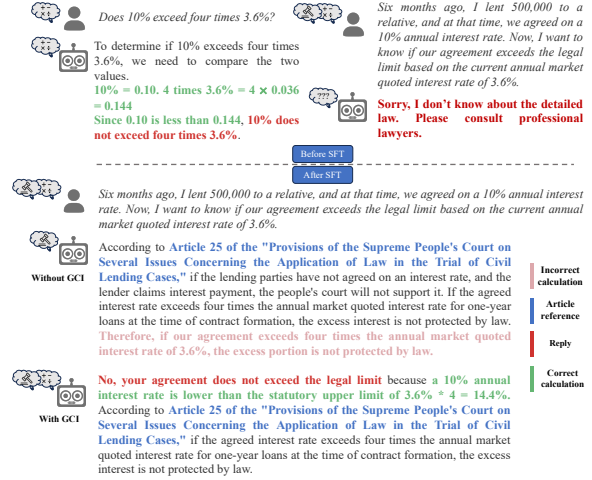 Does 10% exceed four times 3.6%?
To determine if 10% exceeds four times
3.6%, we need to compare the two
values.
10% = 0.10. 4 times 3.6% = 4 × 0.036
= 0.144
Since 0.10 is less than 0.144, 10% does
not exceed four times 3.6%.
Six months ago, I lent 500,000 to a
relative, and at that time, we agreed on a
10% annual interest rate. Now, I want to
know if our agreement exceeds the legal
limit based on the current annual market
quoted interest rate of 3.6%.
???
Sorry, I don't know about the detailed
law. Please consult professional
lawyers.
Before SFT
After SFT
Six months ago, I lent 500,000 to a relative, and at that time, we agreed on a 10% annual interest
rate. Now, I want to know if our agreement exceeds the legal limit based on the current annual
market quoted interest rate of 3.6%.
Without GCI
According to Article 25 of the "Provisions of the Supreme People's Court on
Several Issues Concerning the Application of Law in the Trial of Civil
Lending Cases," if the lending parties have not agreed on an interest rate, and the
lender claims interest payment, the people's court will not support it. If the agreed
interest rate exceeds four times the annual market quoted interest rate for one-year
loans at the time of contract formation, the excess interest is not protected by law.
Therefore, if our agreement exceeds four times the annual market quoted
interest rate of 3.6%, the excess portion is not protected by law.
With GCI
No, your agreement does not exceed the legal limit because a 10% annual
interest rate is lower than the statutory upper limit of 3.6% * 4 = 14.4%.
According to Article 25 of the "Provisions of the Supreme People's Court on
Several Issues Concerning the Application of Law in the Trial of Civil
Lending Cases," if the agreed interest rate exceeds four times the annual market
quoted interest rate for one-year loans at the time of contract formation, the excess
interest is not protected by law.
Incorrect
calculation
Article
reference
Reply
Correct
calculation